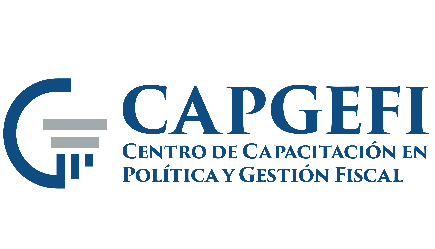 CAPGEFI
CENTRO DE CAPACITACIÓN EN
POLÍTICA Y GESTIÓN FISCAL